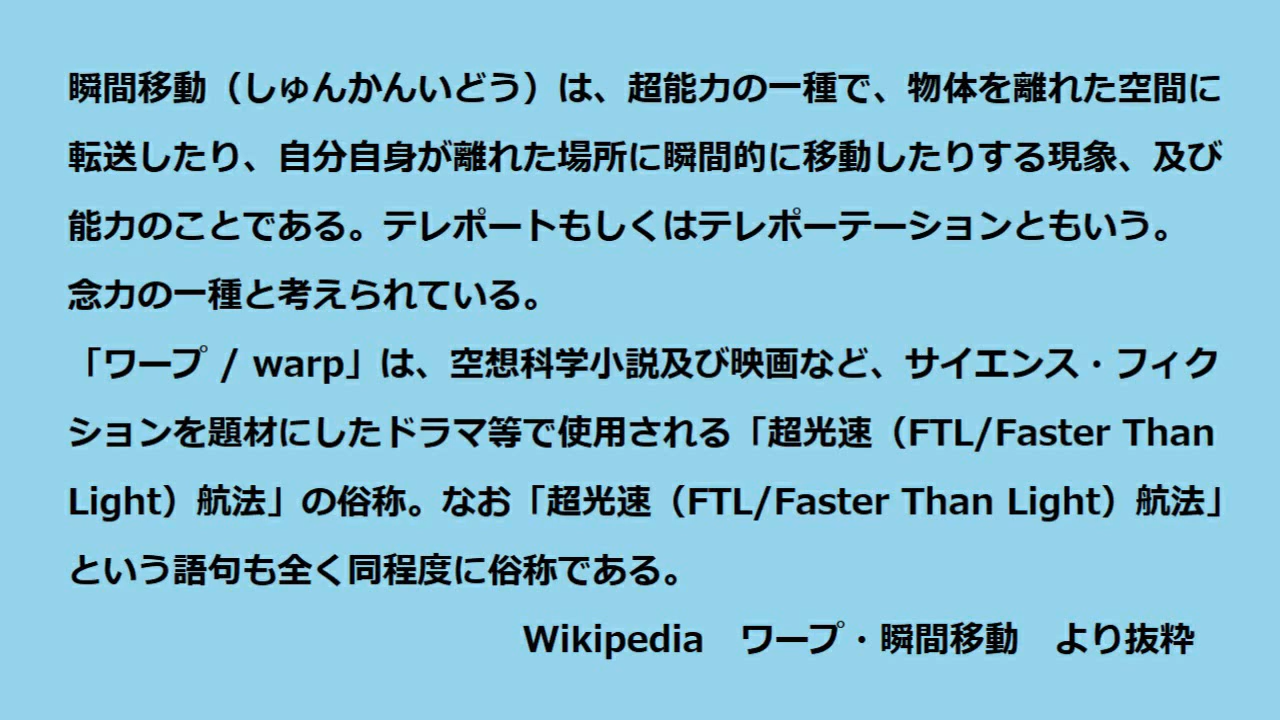 瞬間移動（しゅんかんいどう）は、超能力の一種で、物体を離れた空間に
転送したり、自分自身が離れた場所に瞬間的に移動したりする現象、及び
能力のことである。テレポートもしくはテレポーテーションともいう。
念力の一種と考えられている。
「ワープ / warp」は、空想科学小説及び映画など、サイエンス・フィク
ションを題材にしたドラマ等で使用される「超光速（FTL/Faster Than
Light）航法」の俗称。なお「超光速（FTL/Faster Than Light）航法」
という語句も全く同程度に俗称である。
Wikipedia　ワープ・瞬間移動　より抜粋